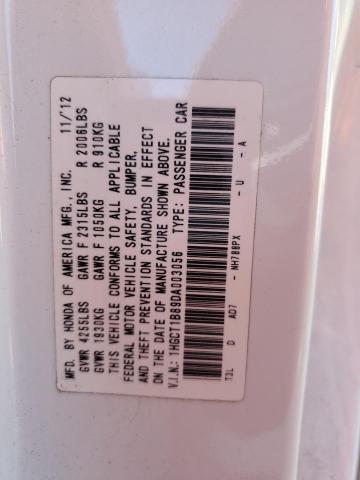 MFD. BY HONDA OF AMERICA MFG., INC. 11/12
GVWR 4255LBS GAWR F 2315LBS R 2006LBS
GVWR 1930KG GAWR F 1050KG R 910KG
THIS VEHICLE CONFORMS TO ALL APPLICABLE
FEDERAL MOTOR VEHICLE SAFETY, BUMPER,
AND THEFT PREVENTION STANDARDS IN EFFECT
ON THE DATE OF MANUFACTURE SHOWN ABOVE.
V.I.N.: 1HGCT1B89DA003056 TYPE: PASSENGER CAR
T3L D AD7 - NH788PX - U - A